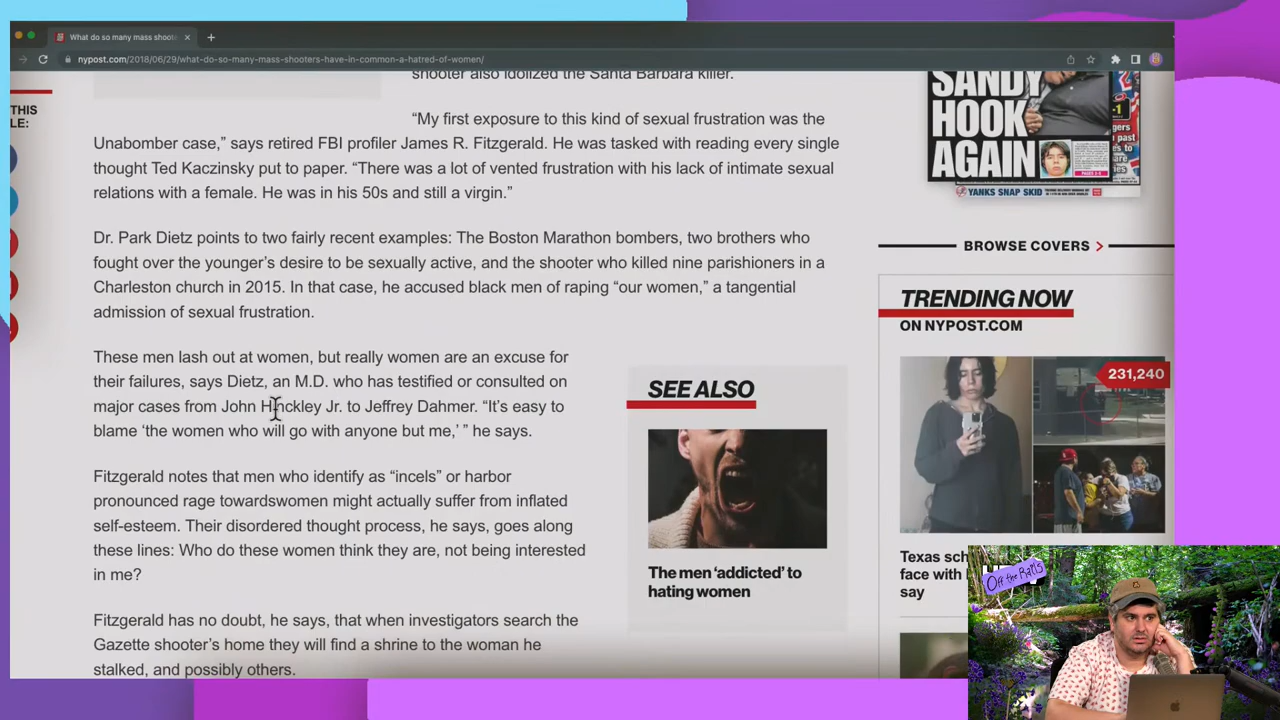 What do so many mass shoot
nypost.com/2018/06/29/what-do-so-many-mass-shooters-have-in-common-a-hatred-of-women/
THIS
LE:
shooter also idolized the Santa Barbara killer.
“My first exposure to this kind of sexual frustration was the
Unabomber case,” says retired FBI profiler James R. Fitzgerald. He was tasked with reading every single
thought Ted Kaczinsky put to paper. “There was a lot of vented frustration with his lack of intimate sexual
relations with a female. He was in his 50s and still a virgin.”
Dr. Park Dietz points to two fairly recent examples: The Boston Marathon bombers, two brothers who
fought over the younger’s desire to be sexually active, and the shooter who killed nine parishioners in a
Charleston church in 2015. In that case, he accused black men of raping “our women,” a tangential
admission of sexual frustration.
These men lash out at women, but really women are an excuse for
their failures, says Dietz, an M.D. who has testified or consulted on
major cases from John Hinckley Jr. to Jeffrey Dahmer. “It’s easy to
blame ‘the women who will go with anyone but me,’ ” he says.
Fitzgerald notes that men who identify as “incels” or harbor
pronounced rage towardswomen might actually suffer from inflated
self-esteem. Their disordered thought process, he says, goes along
these lines: Who do these women think they are, not being interested
in me?
Fitzgerald has no doubt, he says, that when investigators search the
Gazette shooter’s home they will find a shrine to the woman he
stalked, and possibly others.
SEE ALSO
The men ‘addicted’ to
hating women
SANDY
HOOK
AGAIN
YANKS SNAP SKID
BROWSE COVERS
TRENDING NOW
ON NYPOST.COM
231,240
Texas sch
face with
say
Off the Rails